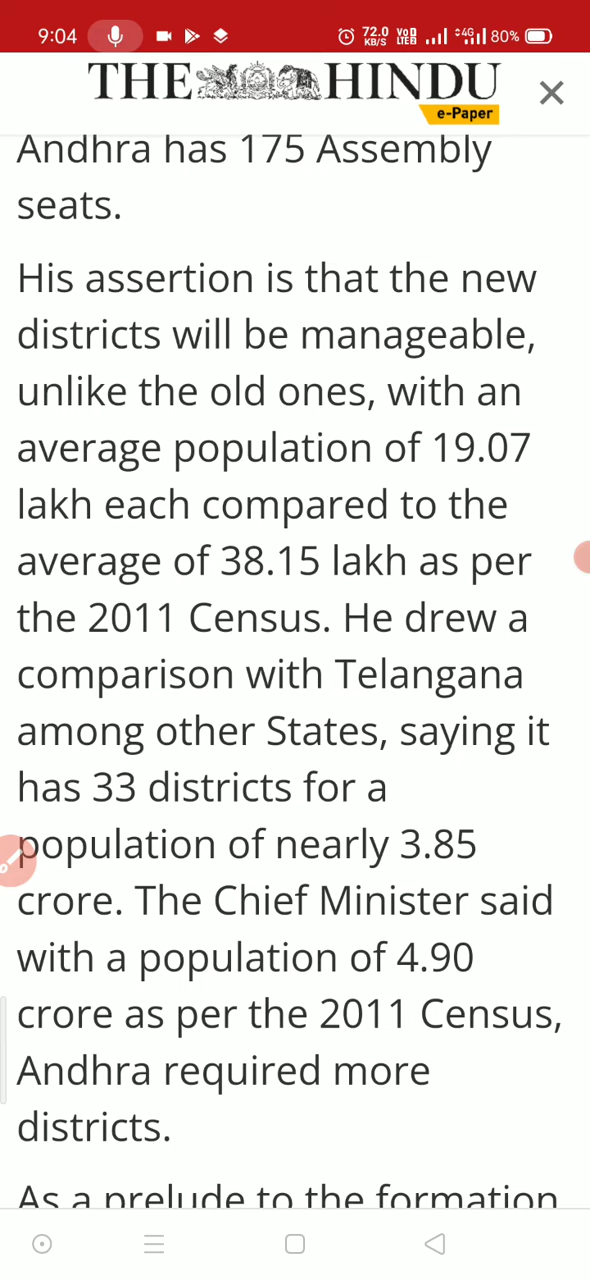 9:04 72.0 KB/S VoD LTE 4G 80%
THE HINDU
e-Paper
Andhra has 175 Assembly
seats.
His assertion is that the new
districts will be manageable,
unlike the old ones, with an
average population of 19.07
lakh each compared to the
average of 38.15 lakh as per
the 2011 Census. He drew a
comparison with Telangana
among other States, saying it
has 33 districts for a
population of nearly 3.85
crore. The Chief Minister said
with a population of 4.90
crore as per the 2011 Census,
Andhra required more
districts.
As a prelude to the formation